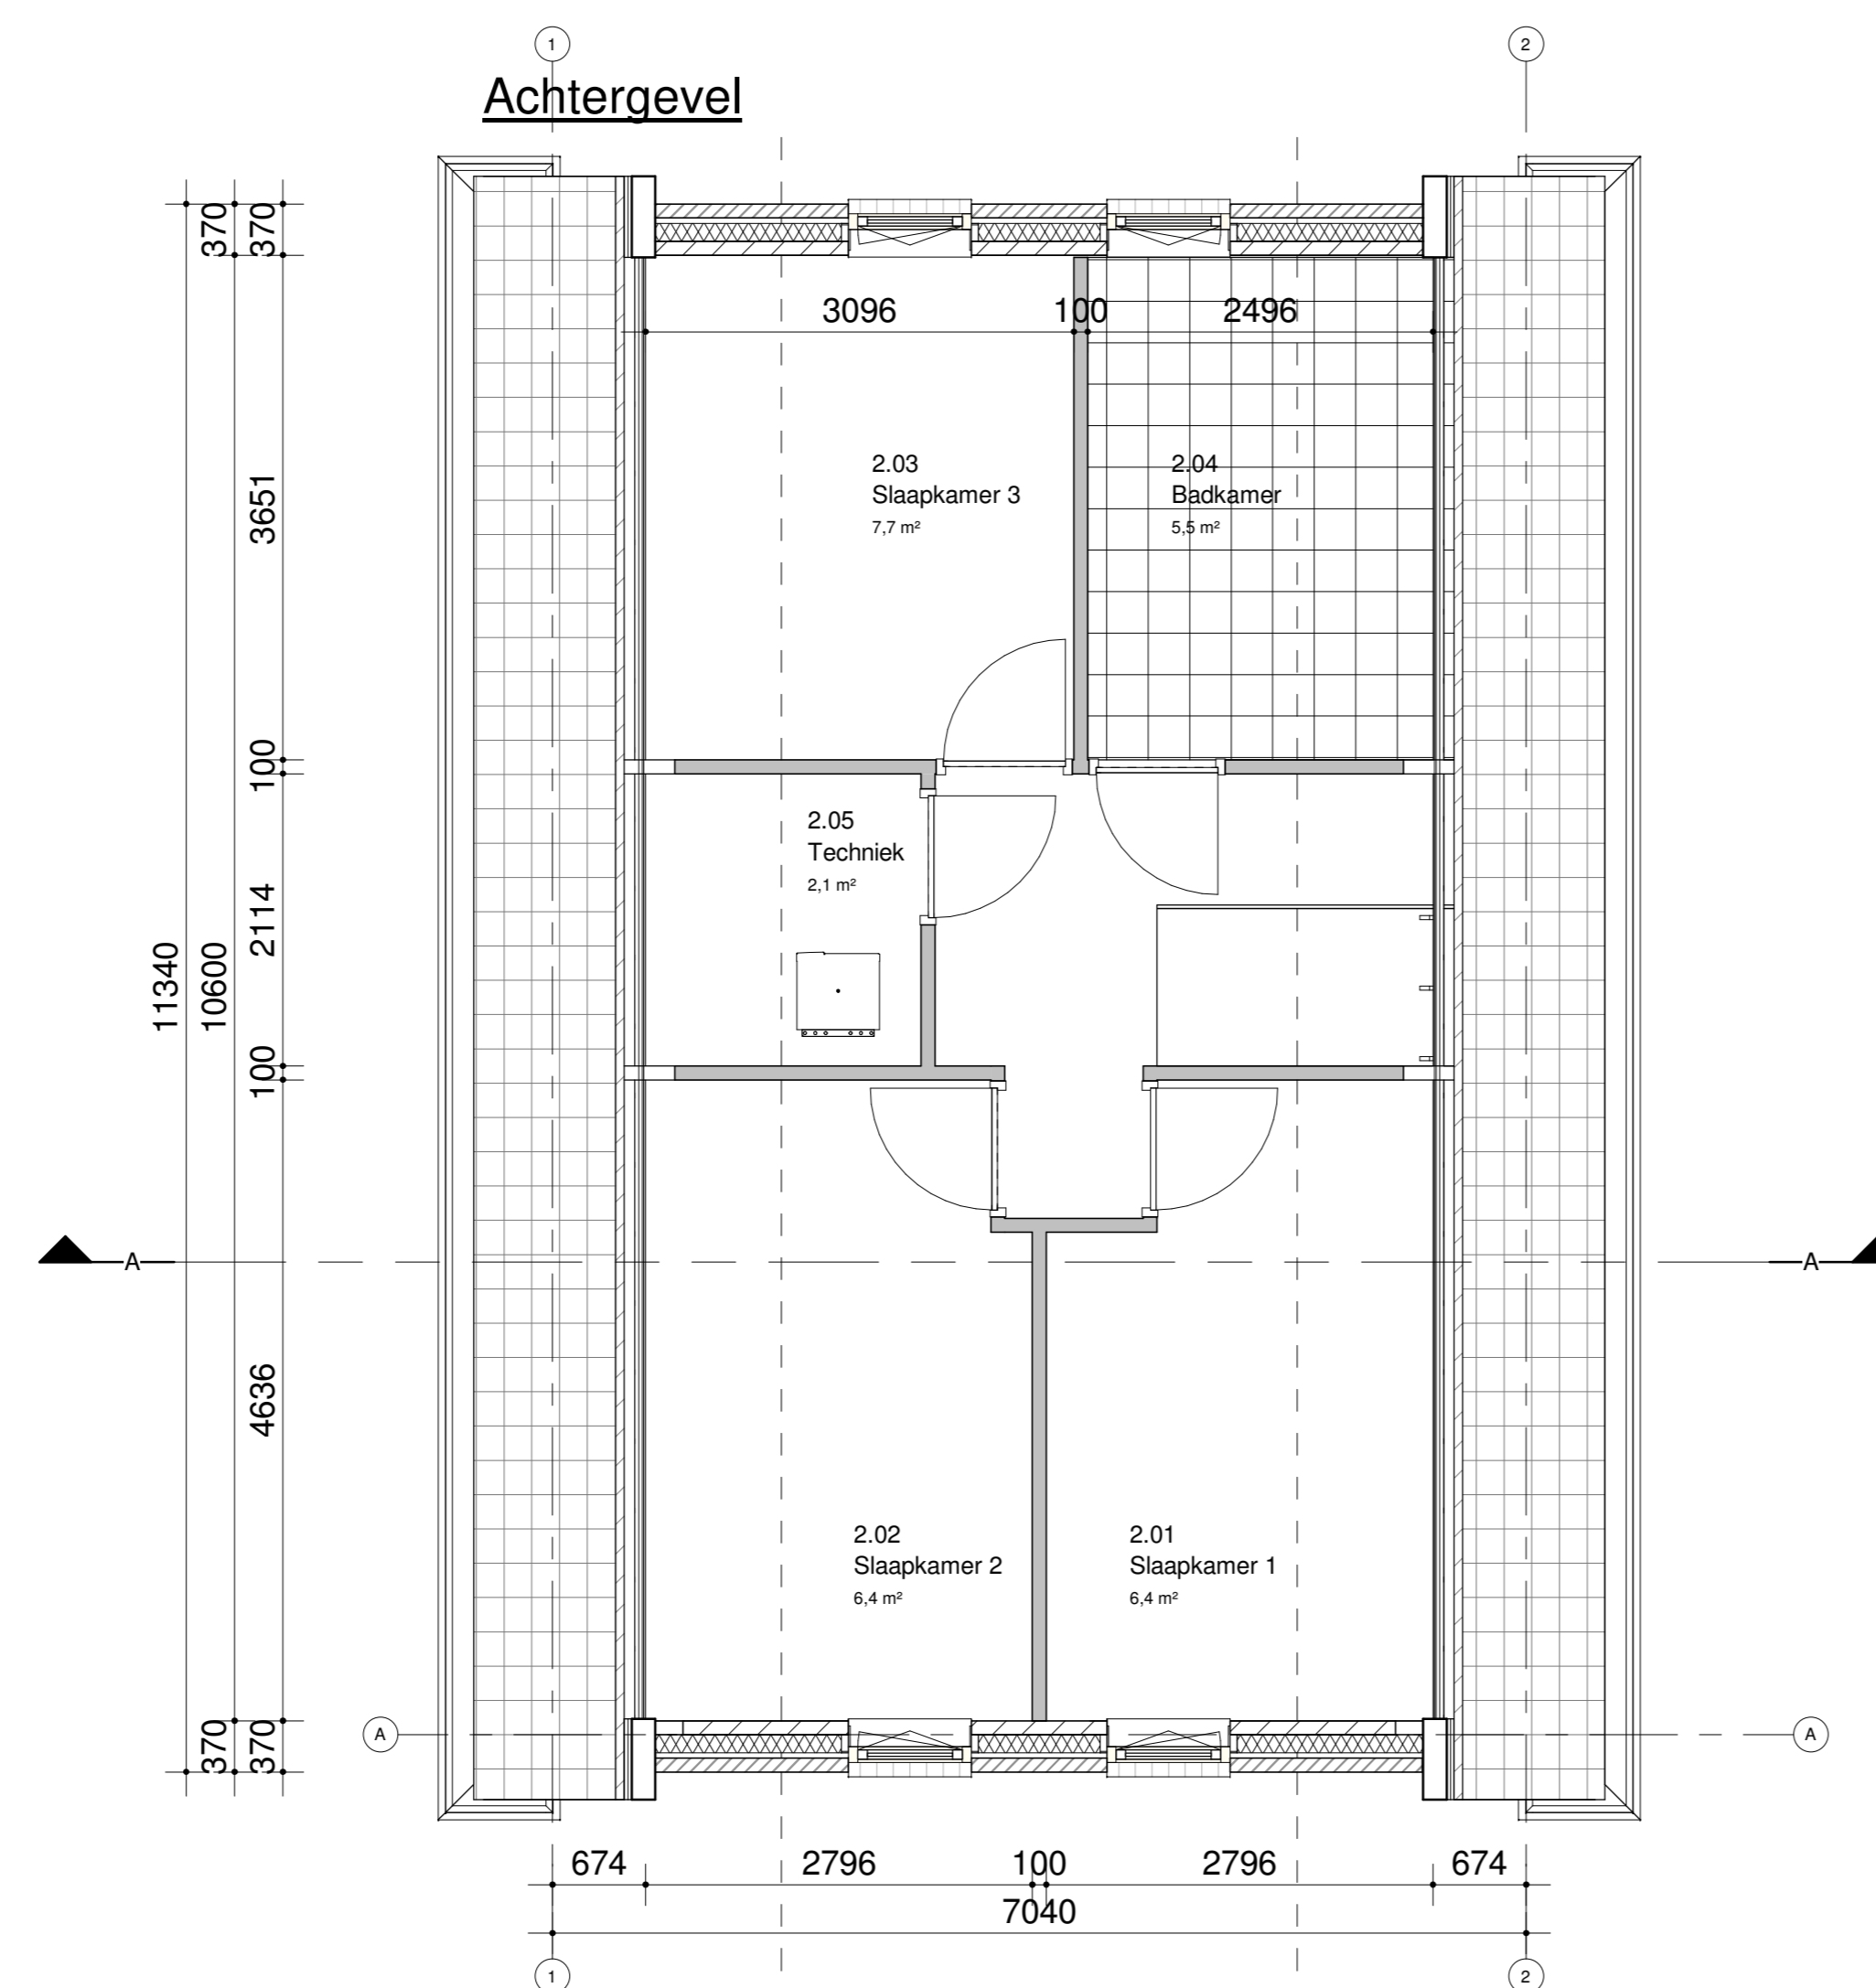 1
2
Achtergevel
370
370
3096
100
2496
2.03
Slaapkamer 3
7,7 m²
2.04
Badkamer
5,5 m²
3651
100
2.05
Techniek
2,1 m²
2114
11340
10600
100
A
A
4636
2.02
Slaapkamer 2
6,4 m²
2.01
Slaapkamer 1
6,4 m²
370
370
A
A
674
2796
100
2796
674
7040
1
2